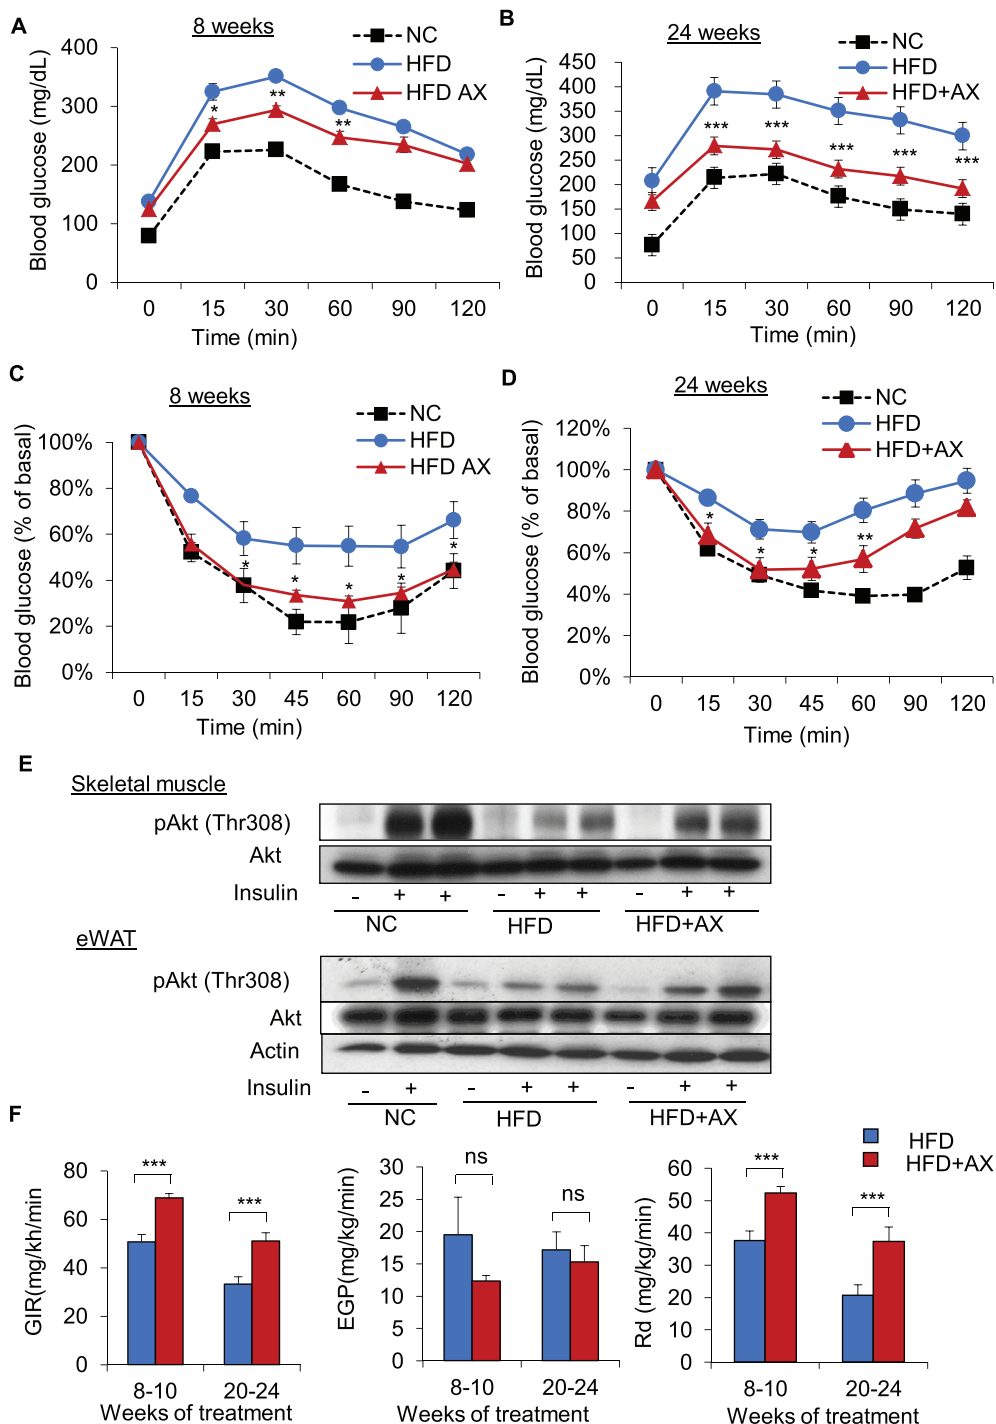 A
8 weeks
NC
HFD
HFD AX
Blood glucose (mg/dL)
400
300
200
100
0
* ** **
0 15 30 60 90 120
Time (min)
B
24 weeks
NC
HFD
HFD+AX
Blood glucose (mg/dL)
450
400
350
300
250
200
150
100
50
0
*** *** *** *** ***
0 15 30 60 90 120
Time (min)
C
8 weeks
NC
HFD
HFD AX
Blood glucose (% of basal)
100%
80%
60%
40%
20%
0%
* * * * *
0 15 30 45 60 90 120
Time (min)
D
24 weeks
NC
HFD
HFD+AX
Blood glucose (% of basal)
120%
100%
80%
60%
40%
20%
0%
* * * **
0 15 30 45 60 90 120
Time (min)
E
Skeletal muscle
pAkt (Thr308)
Akt
Insulin - + + - + + - + +
NC HFD HFD+AX
eWAT
pAkt (Thr308)
Akt
Actin
Insulin - + - + + - + +
NC HFD HFD+AX
F
HFD
HFD+AX
GIR(mg/kh/min
80
60
40
20
0
*** ***
8-10 20-24
Weeks of treatment
EGP(mg/kg/min)
30
25
20
15
10
5
0
ns ns
8-10 20-24
Weeks of treatment
Rd (mg/kg/min)
60
50
40
30
20
10
0
*** ***
8-10 20-24
Weeks of treatment